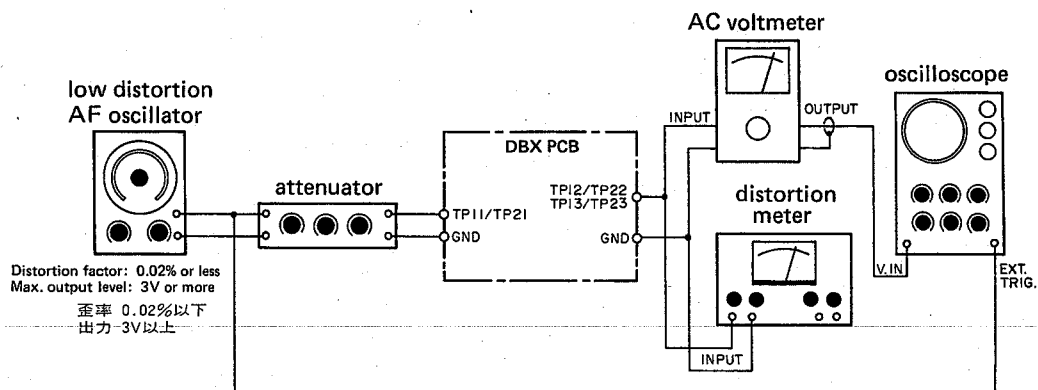 AC voltmeter
low distortion
AF oscillator
oscilloscope
INPUT
OUTPUT
DBX PCB
attenuator
TP12/TP22
TP13/TP23
distortion
meter
TP11/TP21
GND
GND
Distortion factor: 0.02% or less
Max. output level: 3V or more
歪率 0.02%以下
出力 3V以上
V.IN
EXT.
TRIG.
INPUT